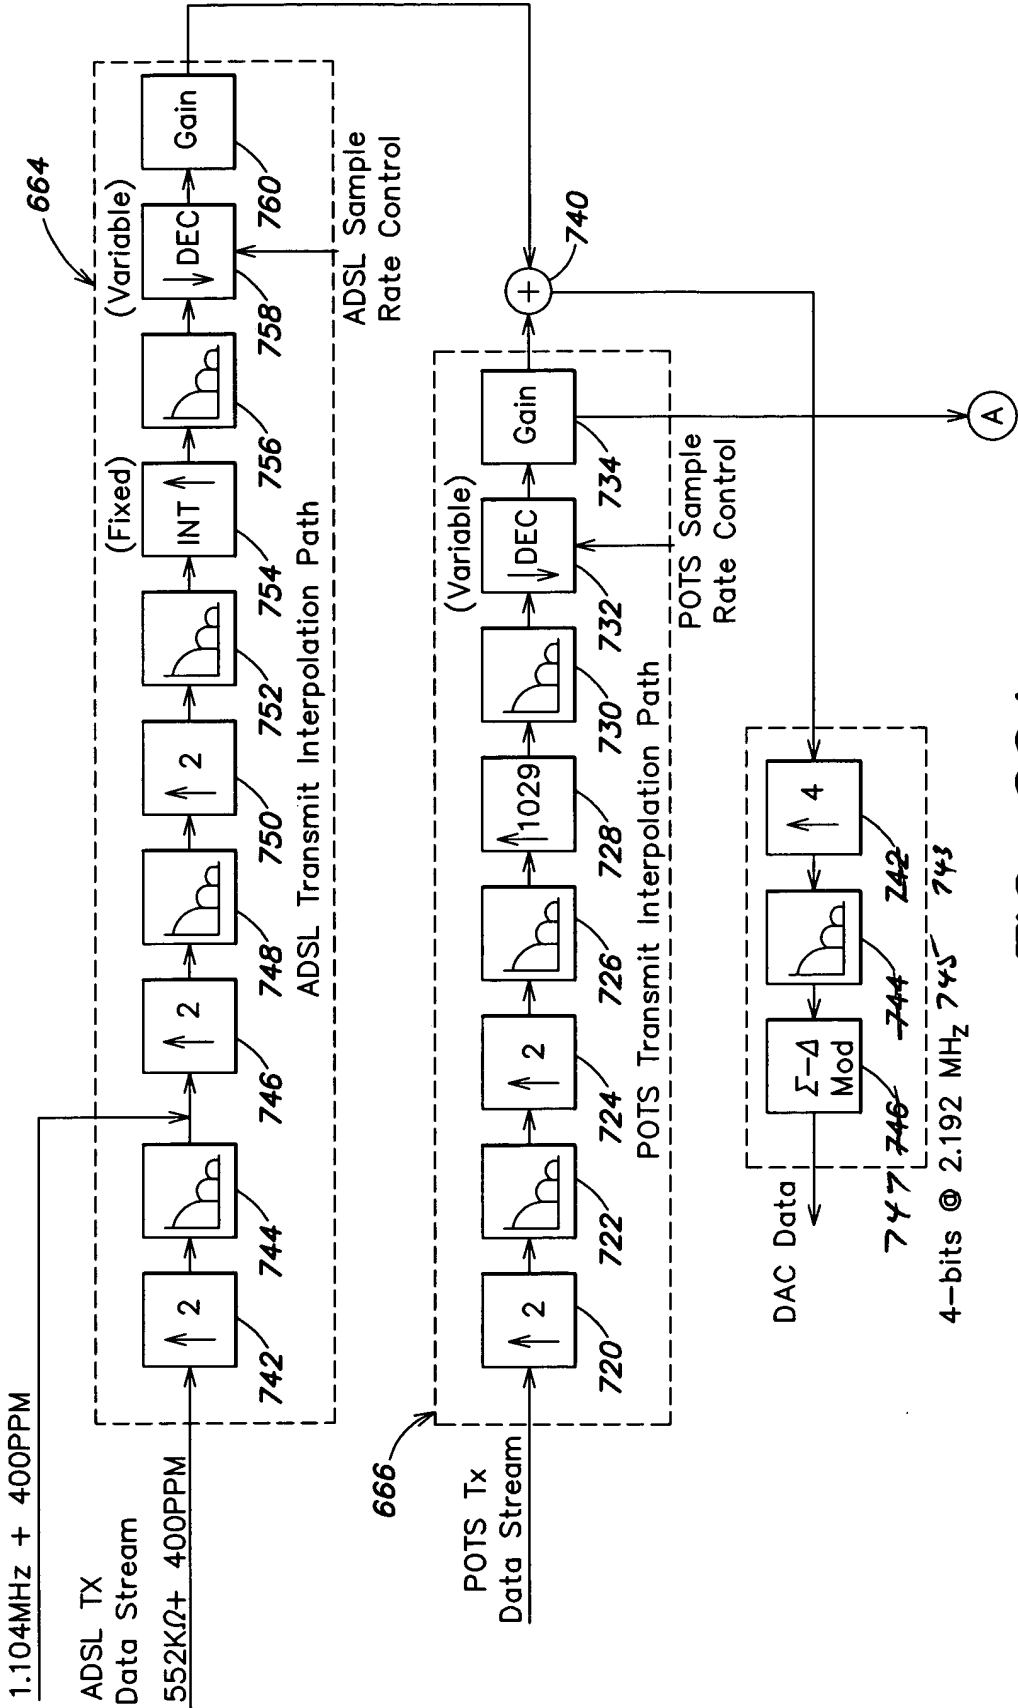 1.104MHz + 400PPM
ADSL TX
Data Stream
552KΩ+ 400PPM
664
↑ 2
742
744
↑ 2
746
748
↑ 2
750
752
(Fixed)
INT ↑
754
756
(Variable)
↓ DEC
758
Gain
760
ADSL Transmit Interpolation Path
ADSL Sample
Rate Control
666
POTS Tx
Data Stream
↑ 2
720
722
↑ 2
724
726
↑1029
728
730
(Variable)
↓DEC
732
Gain
734
+
740
POTS Transmit Interpolation Path
POTS Sample
Rate Control
A
DAC Data
Σ-Δ
Mod
↑ 4
747 746
744
742
4-bits @ 2.192 MHz 745 743